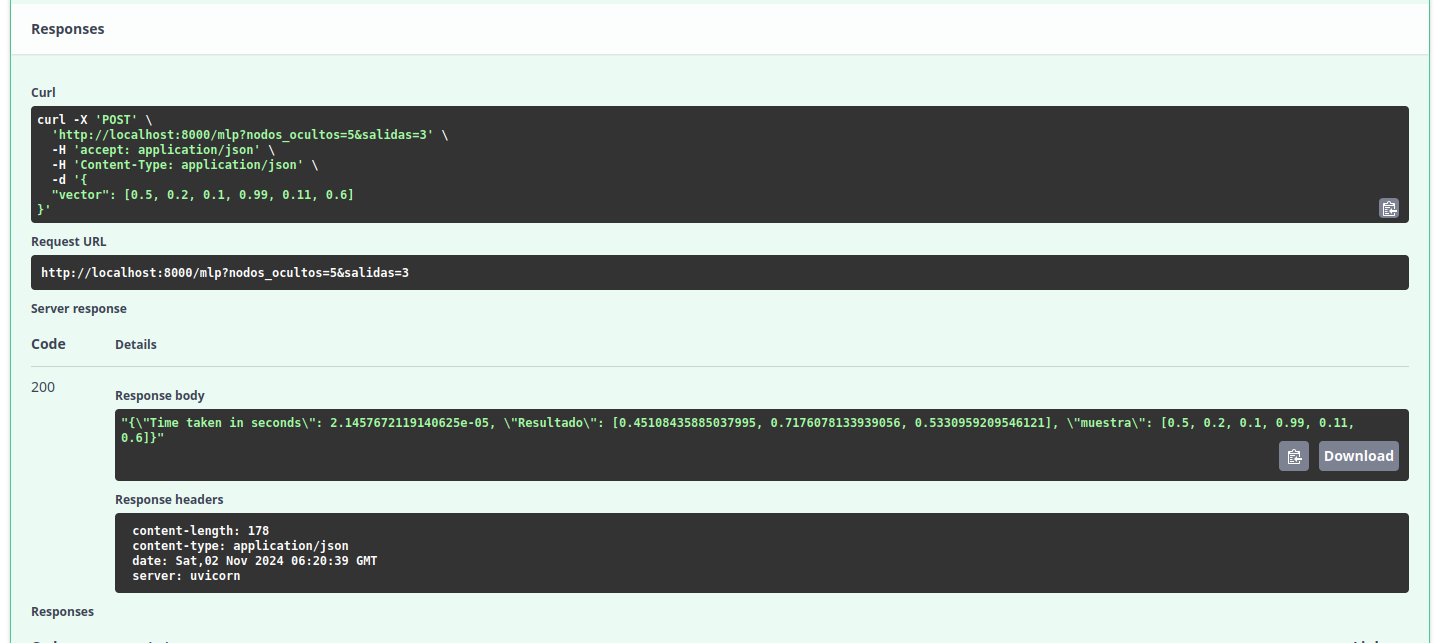 Responses
Curl
curl -X 'POST' \
  'http://localhost:8000/mlp?nodos_ocultos=5&salidas=3' \
  -H 'accept: application/json' \
  -H 'Content-Type: application/json' \
  -d '{
  "vector": [0.5, 0.2, 0.1, 0.99, 0.11, 0.6]
}'
Request URL
http://localhost:8000/mlp?nodos_ocultos=5&salidas=3
Server response
Code Details
200
Response body
"{\"Time taken in seconds\": 2.1457672119140625e-05, \"Resultado\": [0.45108435885037995, 0.7176078133939056, 0.5330959209546121], \"muestra\": [0.5, 0.2, 0.1, 0.99, 0.11,
0.6]}"
Download
Response headers
content-length: 178
content-type: application/json
date: Sat,02 Nov 2024 06:20:39 GMT
server: uvicorn
Responses